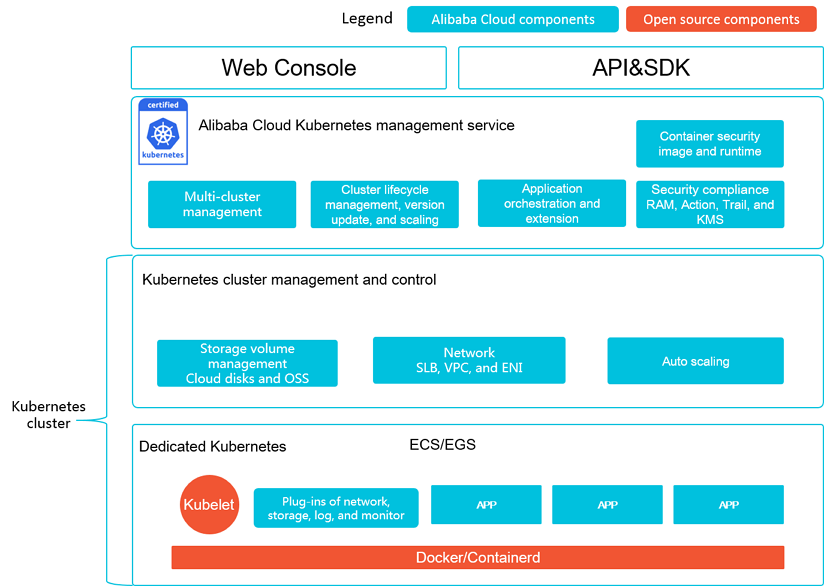 Legend
Alibaba Cloud components
Open source components
Web Console
API&SDK
certified
kubernetes
Alibaba Cloud Kubernetes management service
Container security
image and runtime
Multi-cluster
management
Cluster lifecycle
management, version
update, and scaling
Application
orchestration and
extension
Security compliance
RAM, Action, Trail, and
KMS
Kubernetes cluster management and control
Storage volume
management
Cloud disks and OSS
Network
SLB, VPC, and ENI
Auto scaling
Kubernetes
cluster
Dedicated Kubernetes
ECS/EGS
Kubelet
Plug-ins of network,
storage, log, and monitor
APP
APP
APP
Docker/Containerd